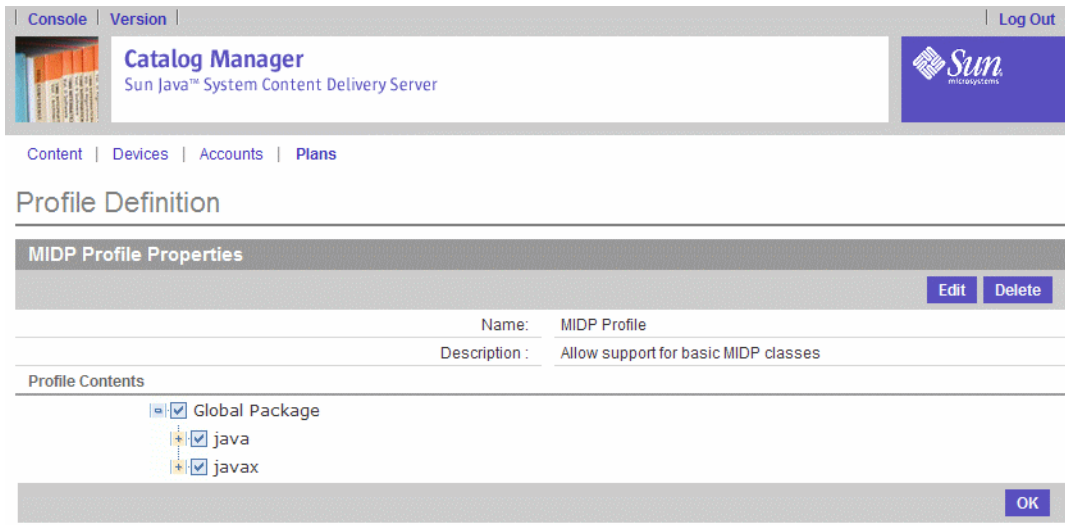 Console | Version | | Log Out
Catalog Manager
Sun Java™ System Content Delivery Server
Sun
microsystems
Content | Devices | Accounts | Plans
Profile Definition
MIDP Profile Properties
Edit Delete
Name: MIDP Profile
Description : Allow support for basic MIDP classes
Profile Contents
Global Package
java
javax
OK